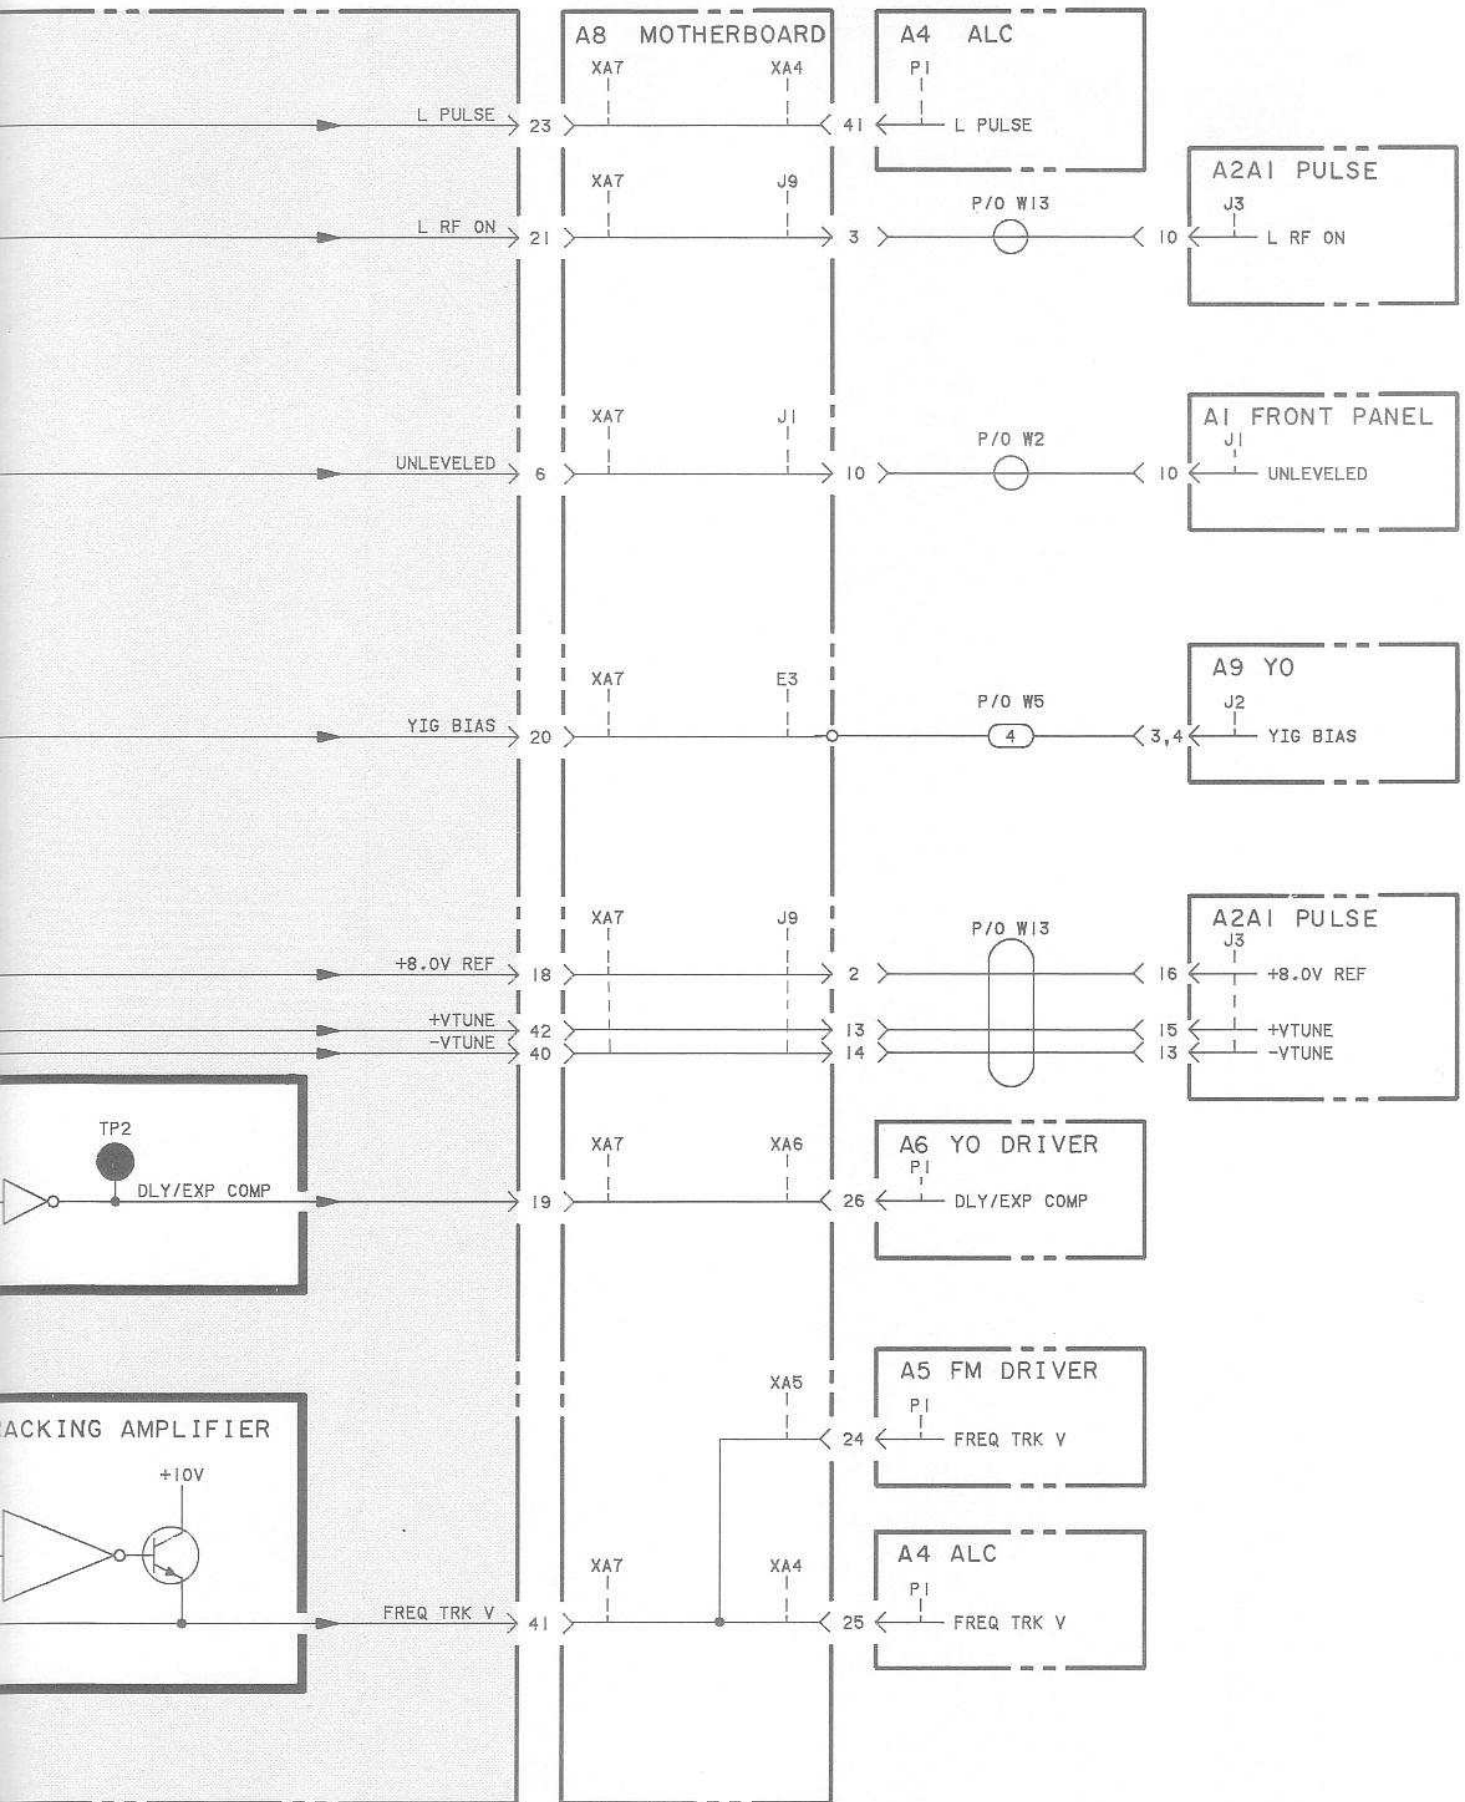 A8 MOTHERBOARD
A4 ALC
XA7 XA4 P1
L PULSE 23 41 L PULSE
A2A1 PULSE
XA7 J9 P/O W13 J3
L RF ON 21 3 10 L RF ON
A1 FRONT PANEL
XA7 J1 P/O W2 J1
UNLEVELED 6 10 10 UNLEVELED
A9 YO
XA7 E3 P/O W5 J2
YIG BIAS 20 4 3,4 YIG BIAS
A2A1 PULSE
XA7 J9 P/O W13 J3
+8.0V REF 18 2 16 +8.0V REF
+VTUNE 42 13 15 +VTUNE
-VTUNE 40 14 13 -VTUNE
TP2 XA7 XA6 A6 YO DRIVER
P1
DLY/EXP COMP 19 26 DLY/EXP COMP
A5 FM DRIVER
XA5 P1
24 FREQ TRK V
ACKING AMPLIFIER
+10V
A4 ALC
XA7 XA4 P1
FREQ TRK V 41 25 FREQ TRK V